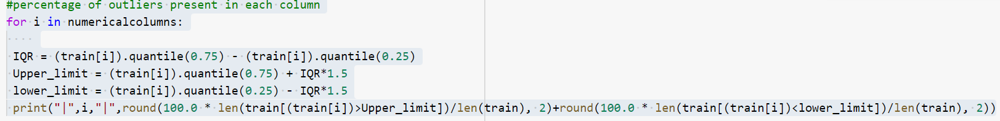 #percentage of outliers present in each column
for i in numericalcolumns:
IQR = (train[i]).quantile(0.75) - (train[i]).quantile(0.25)
Upper_limit = (train[i]).quantile(0.75) + IQR*1.5
lower_limit = (train[i]).quantile(0.25) - IQR*1.5
print("|",i,"|",round(100.0 * len(train[(train[i])>Upper_limit])/len(train), 2)+round(100.0 * len(train[(train[i])<lower_limit])/len(train), 2))